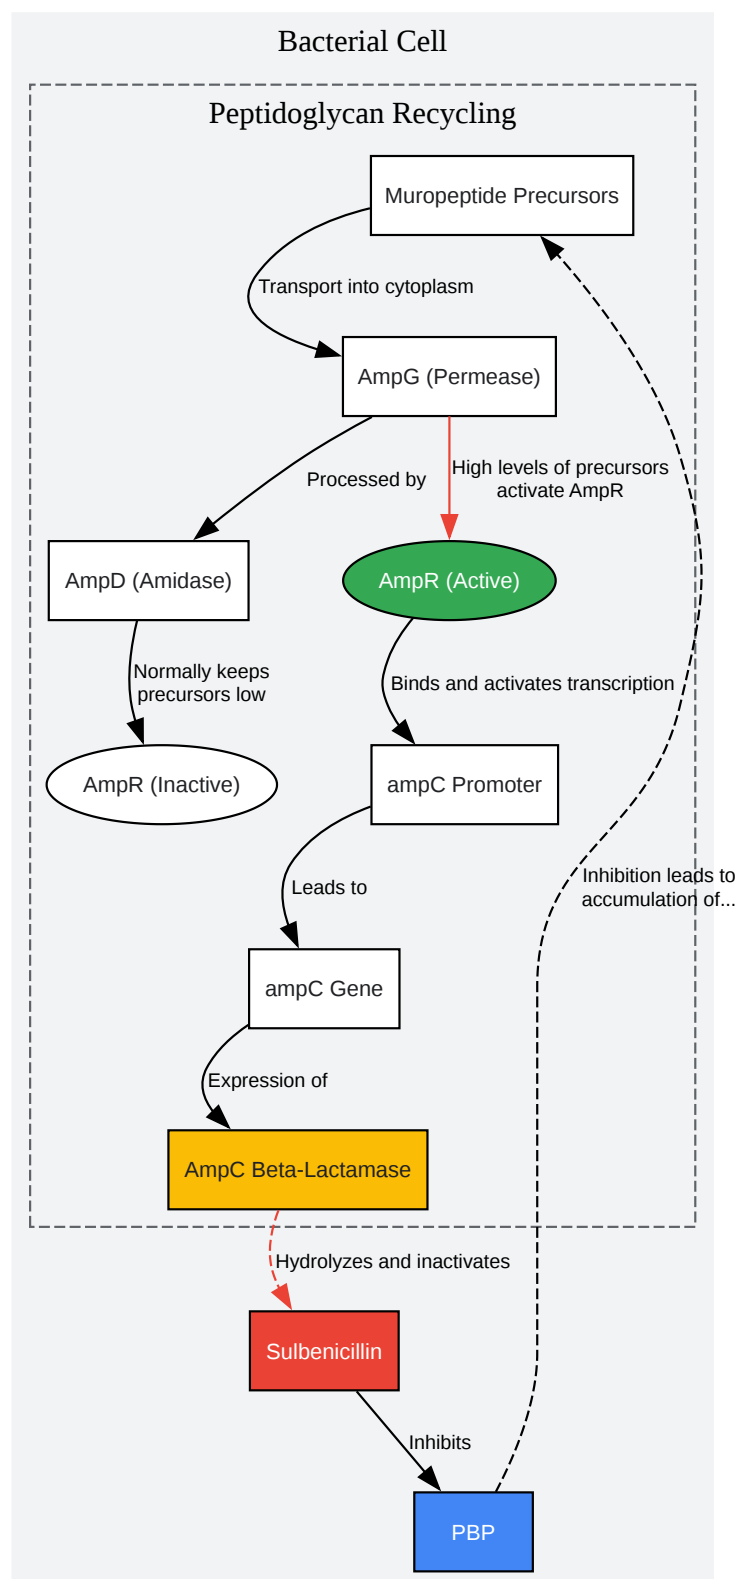 Bacterial Cell
Peptidoglycan Recycling
Muropeptide Precursors
Transport into cytoplasm
AmpG (Permease)
Processed by
High levels of precursors
activate AmpR
AmpD (Amidase)
AmpR (Active)
Normally keeps
precursors low
Binds and activates transcription
AmpR (Inactive)
ampC Promoter
Leads to
Inhibition leads to
accumulation of...
ampC Gene
Expression of
AmpC Beta-Lactamase
Hydrolyzes and inactivates
Sulbenicillin
Inhibits
PBP